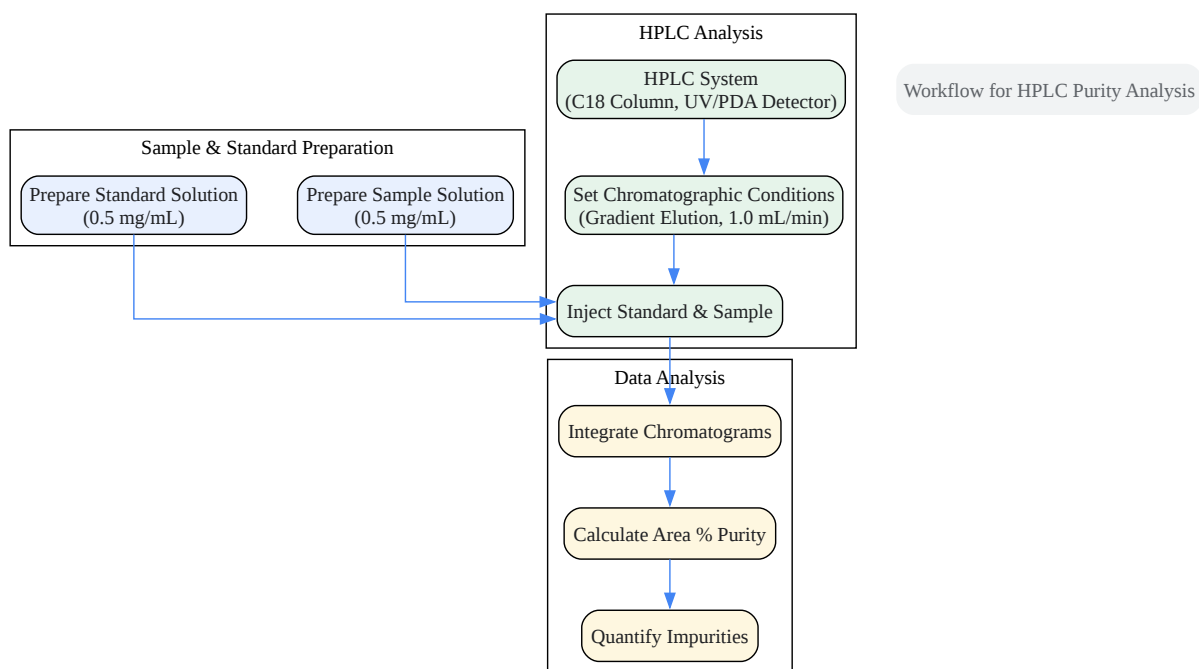 HPLC Analysis
HPLC System
(C18 Column, UV/PDA Detector)
Workflow for HPLC Purity Analysis
Sample & Standard Preparation
Prepare Standard Solution
(0.5 mg/mL)
Prepare Sample Solution
(0.5 mg/mL)
Set Chromatographic Conditions
(Gradient Elution, 1.0 mL/min)
Inject Standard & Sample
Data Analysis
Integrate Chromatograms
Calculate Area % Purity
Quantify Impurities